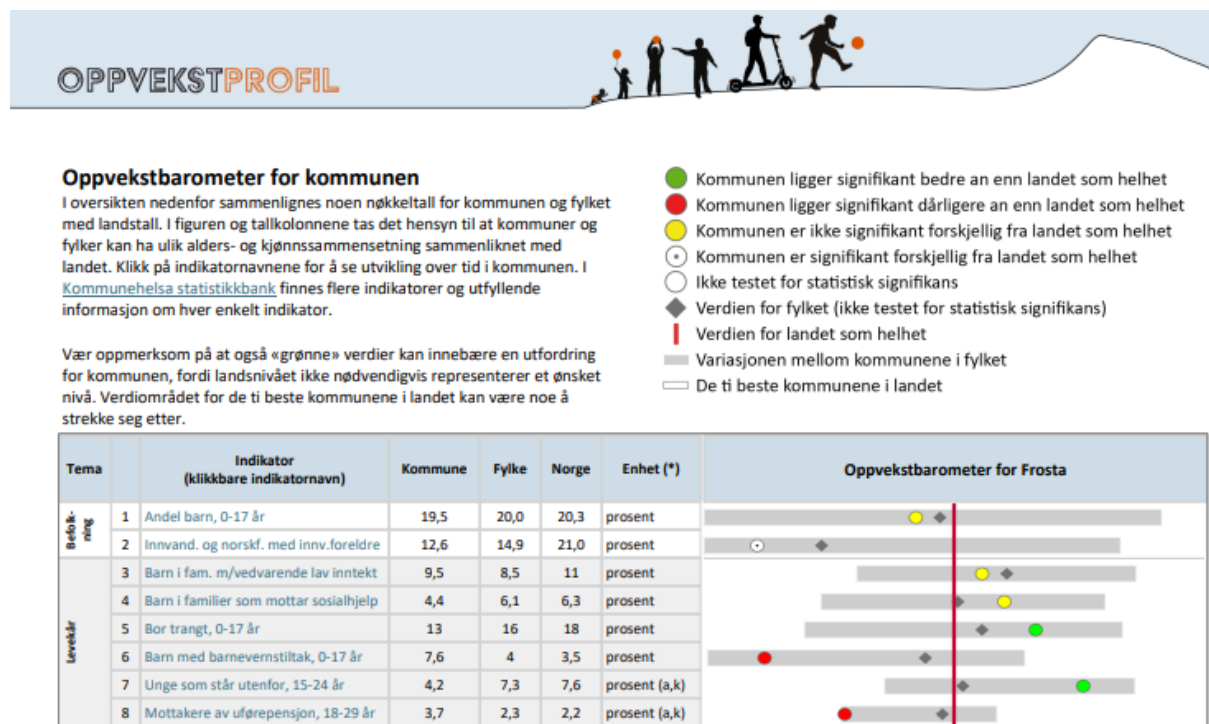 OPPVEKSTPROFIL
Oppvekstbarometer for kommunen
I oversikten nedenfor sammenlignes noen nøkkeltall for kommunen og fylket
med landstall. I figuren og tallkolonnene tas det hensyn til at kommuner og
fylker kan ha ulik alders- og kjønnssammensetning sammenliknet med
landet. Klikk på indikatornavnene for å se utvikling over tid i kommunen. I
Kommunehelsa statistikkbank finnes flere indikatorer og utfyllende
informasjon om hver enkelt indikator.
Vær oppmerksom på at også «grønne» verdier kan innebære en utfordring
for kommunen, fordi landsnivået ikke nødvendigvis representerer et ønsket
nivå. Verdiområdet for de ti beste kommunene i landet kan være noe å
strekke seg etter.
Kommunen ligger signifikant bedre an enn landet som helhet
Kommunen ligger signifikant dårligere an enn landet som helhet
Kommunen er ikke signifikant forskjellig fra landet som helhet
Kommunen er signifikant forskjellig fra landet som helhet
Ikke testet for statistisk signifikans
Verdien for fylket (ikke testet for statistisk signifikans)
Verdien for landet som helhet
Variasjonen mellom kommunene i fylket
De ti beste kommunene i landet
Tema Indikator (klikkbare indikatornavn) Kommune Fylke Norge Enhet (*) Oppvekstbarometer for Frosta
Befolk-
ning
1 Andel barn, 0-17 år 19,5 20,0 20,3 prosent
2 Innvand. og norskf. med innv.foreldre 12,6 14,9 21,0 prosent
Levekår
3 Barn i fam. m/vedvarende lav inntekt 9,5 8,5 11 prosent
4 Barn i familier som mottar sosialhjelp 4,4 6,1 6,3 prosent
5 Bor trangt, 0-17 år 13 16 18 prosent
6 Barn med barnevernstiltak, 0-17 år 7,6 4 3,5 prosent
7 Unge som står utenfor, 15-24 år 4,2 7,3 7,6 prosent (a,k)
8 Mottakere av uførepensjon, 18-29 år 3,7 2,3 2,2 prosent (a,k)